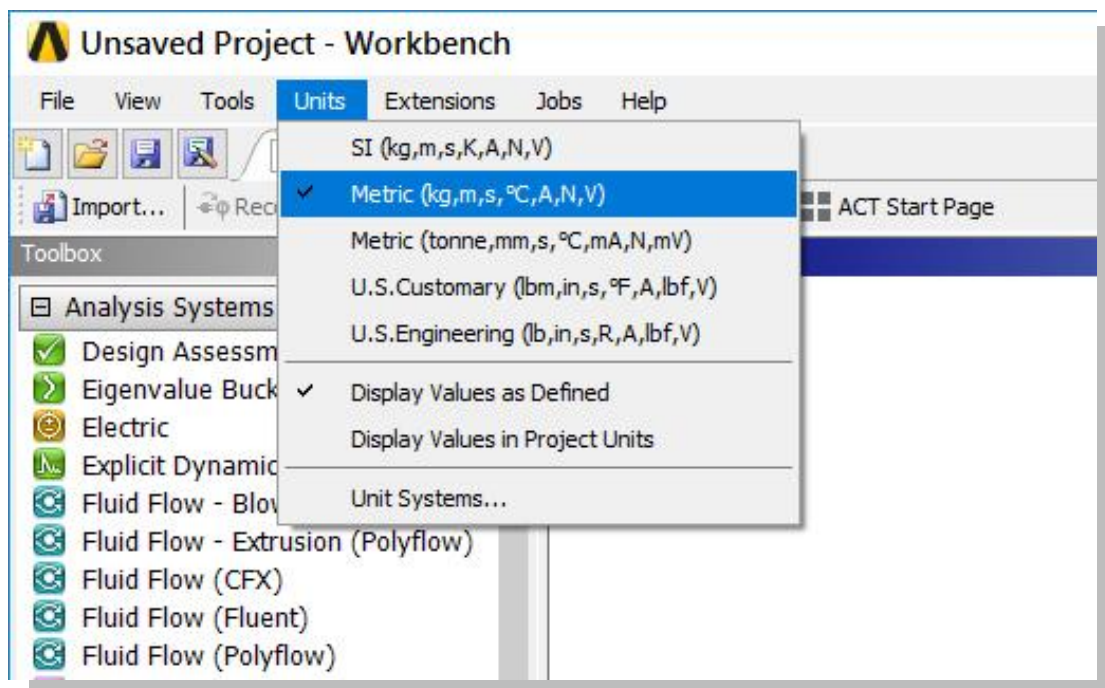 Unsaved Project - Workbench
File View Tools Units Extensions Jobs Help
SI (kg,m,s,K,A,N,V)
Metric (kg,m,s,°C,A,N,V)
Metric (tonne,mm,s,°C,mA,N,mV)
U.S.Customary (lbm,in,s,°F,A,lbf,V)
U.S.Engineering (lb,in,s,R,A,lbf,V)
Display Values as Defined
Display Values in Project Units
Unit Systems...
Import... Rec ACT Start Page
Toolbox
Analysis Systems
Design Assessm
Eigenvalue Buck
Electric
Explicit Dynamic
Fluid Flow - Blow
Fluid Flow - Extrusion (Polyflow)
Fluid Flow (CFX)
Fluid Flow (Fluent)
Fluid Flow (Polyflow)